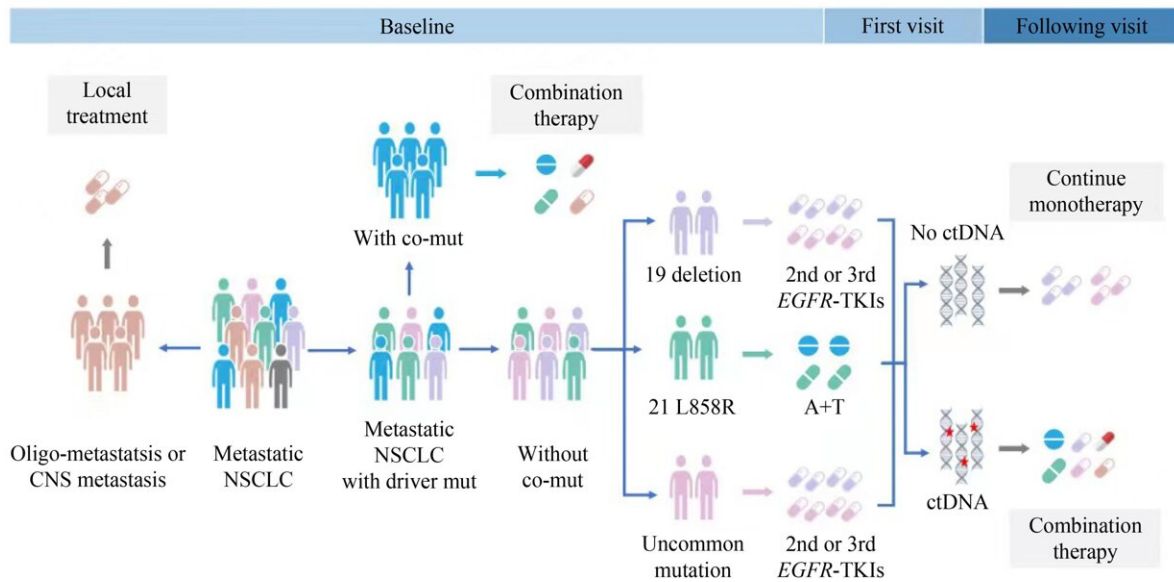 Baseline
First visit
Following visit
Local
treatment
Combination
therapy
With co-mut
Oligo-metastatsis or
CNS metastasis
Metastatic
NSCLC
Metastatic
NSCLC
with driver mut
Without
co-mut
19 deletion
2nd or 3rd
EGFR-TKIs
21 L858R
A+T
Uncommon
mutation
2nd or 3rd
EGFR-TKIs
No ctDNA
Continue
monotherapy
ctDNA
Combination
therapy